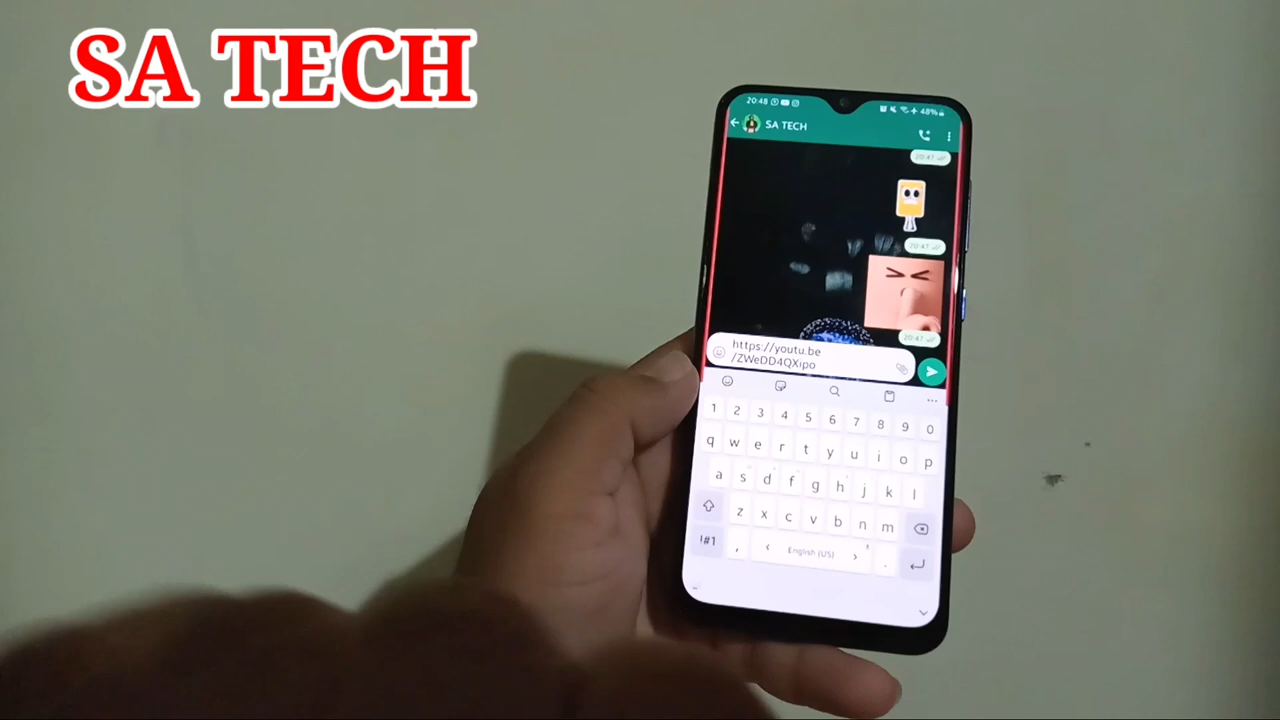 SA TECH
20:48
48%
SA TECH
20:47
20:47
20:47
https://youtu.be
/ZWeDD4QXipo
1 2 3 4 5 6 7 8 9 0
q w e r t y u i o p
a s d f g h j k l
z x c v b n m
!#1 , < English (US) > .